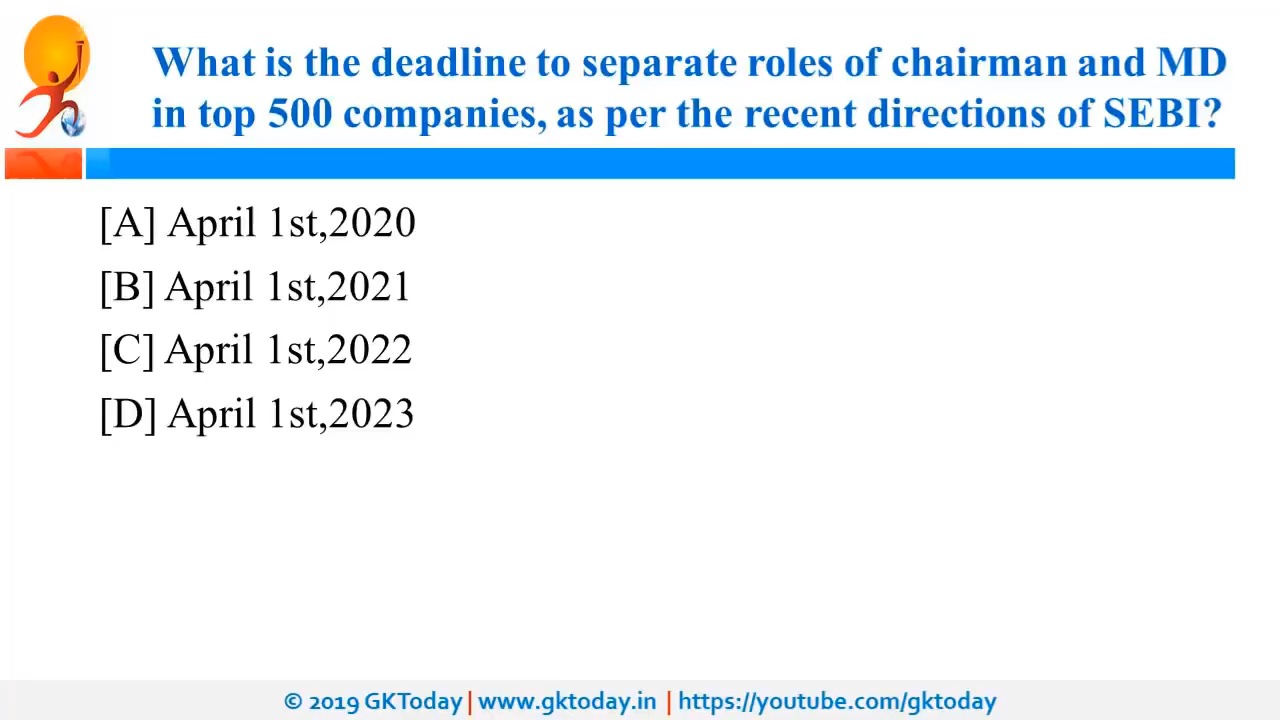 What is the deadline to separate roles of chairman and MD
in top 500 companies, as per the recent directions of SEBI?
[A] April 1st,2020
[B] April 1st,2021
[C] April 1st,2022
[D] April 1st,2023
© 2019 GKToday | www.gktoday.in | https://youtube.com/gktoday